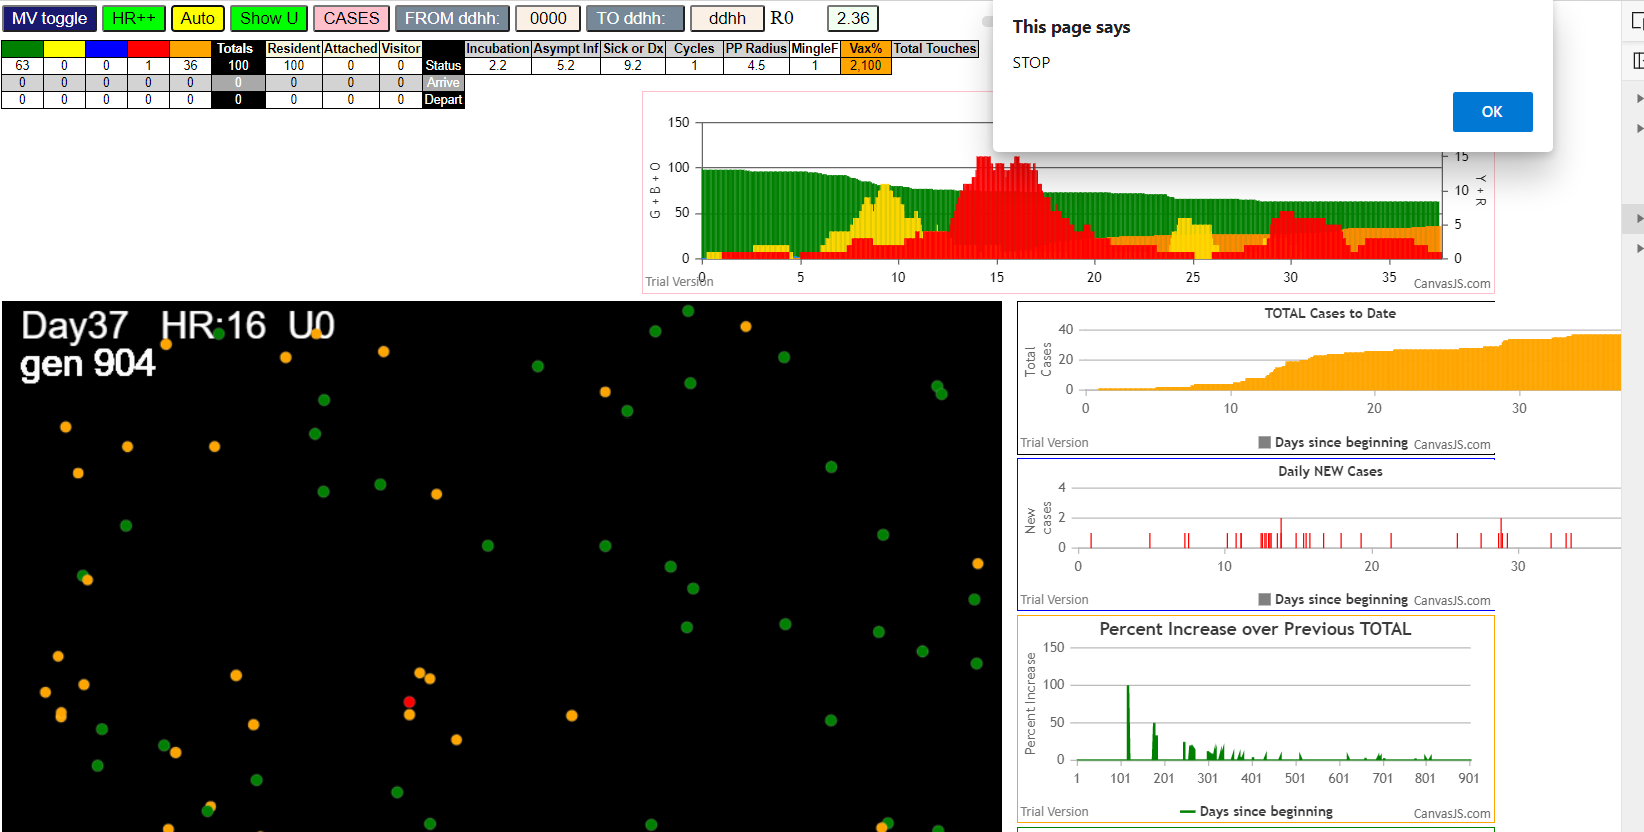 MV toggle HR++ Auto Show U CASES FROM ddhh: 0000 TO ddhh: ddhh R0 2.36
This page says
STOP
OK
Totals Resident Attached Visitor Incubation Asympt Inf Sick or Dx Cycles PP Radius MingleF Vax% Total Touches
63 0 0 1 36 100 100 0 0 Status 2.2 5.2 9.2 1 4.5 1 2,100
0 0 0 0 0 0 0 0 0 Arrive
0 0 0 0 0 0 0 0 0 Depart
150
100
50
0
G + B + O
15
10
5
0
Y + R
0 5 10 15 20 25 30 35
Trial Version
CanvasJS.com
Day37 HR:16 U0
gen 904
TOTAL Cases to Date
40
20
0
Total
Cases
0 10 20 30
Days since beginning
Trial Version
CanvasJS.com
Daily NEW Cases
4
2
0
New
cases
0 10 20 30
Days since beginning
Trial Version
CanvasJS.com
Percent Increase over Previous TOTAL
150
100
50
0
Percent Increase
1 101 201 301 401 501 601 701 801 901
Days since beginning
Trial Version
CanvasJS.com